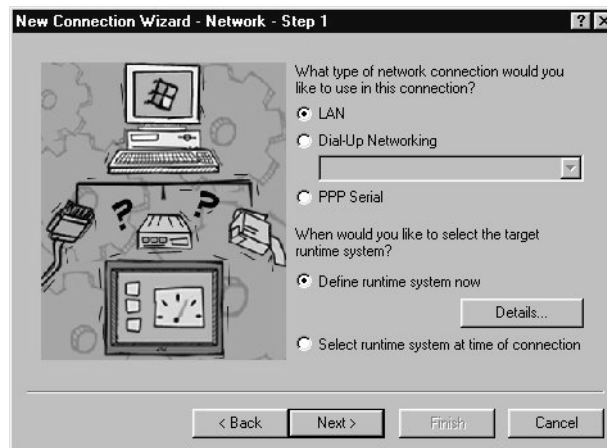 New Connection Wizard - Network - Step 1
What type of network connection would you
like to use in this connection?
LAN
Dial-Up Networking
PPP Serial
When would you like to select the target
runtime system?
Define runtime system now
Details...
Select runtime system at time of connection
< Back
Next >
Finish
Cancel